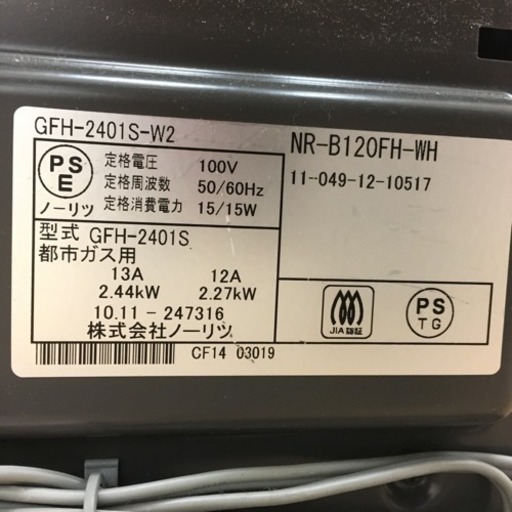 GFH-2401S-W2
PS E
ノーリツ
定格電圧 100V
定格周波数 50/60Hz
定格消費電力 15/15W
型式 GFH-2401S
都市ガス用
13A 12A
2.44kW 2.27kW
10.11-247316
株式会社ノーリツ
CF14 03019
NR-B120FH-WH
11-049-12-10517
JIA認証
PS TG